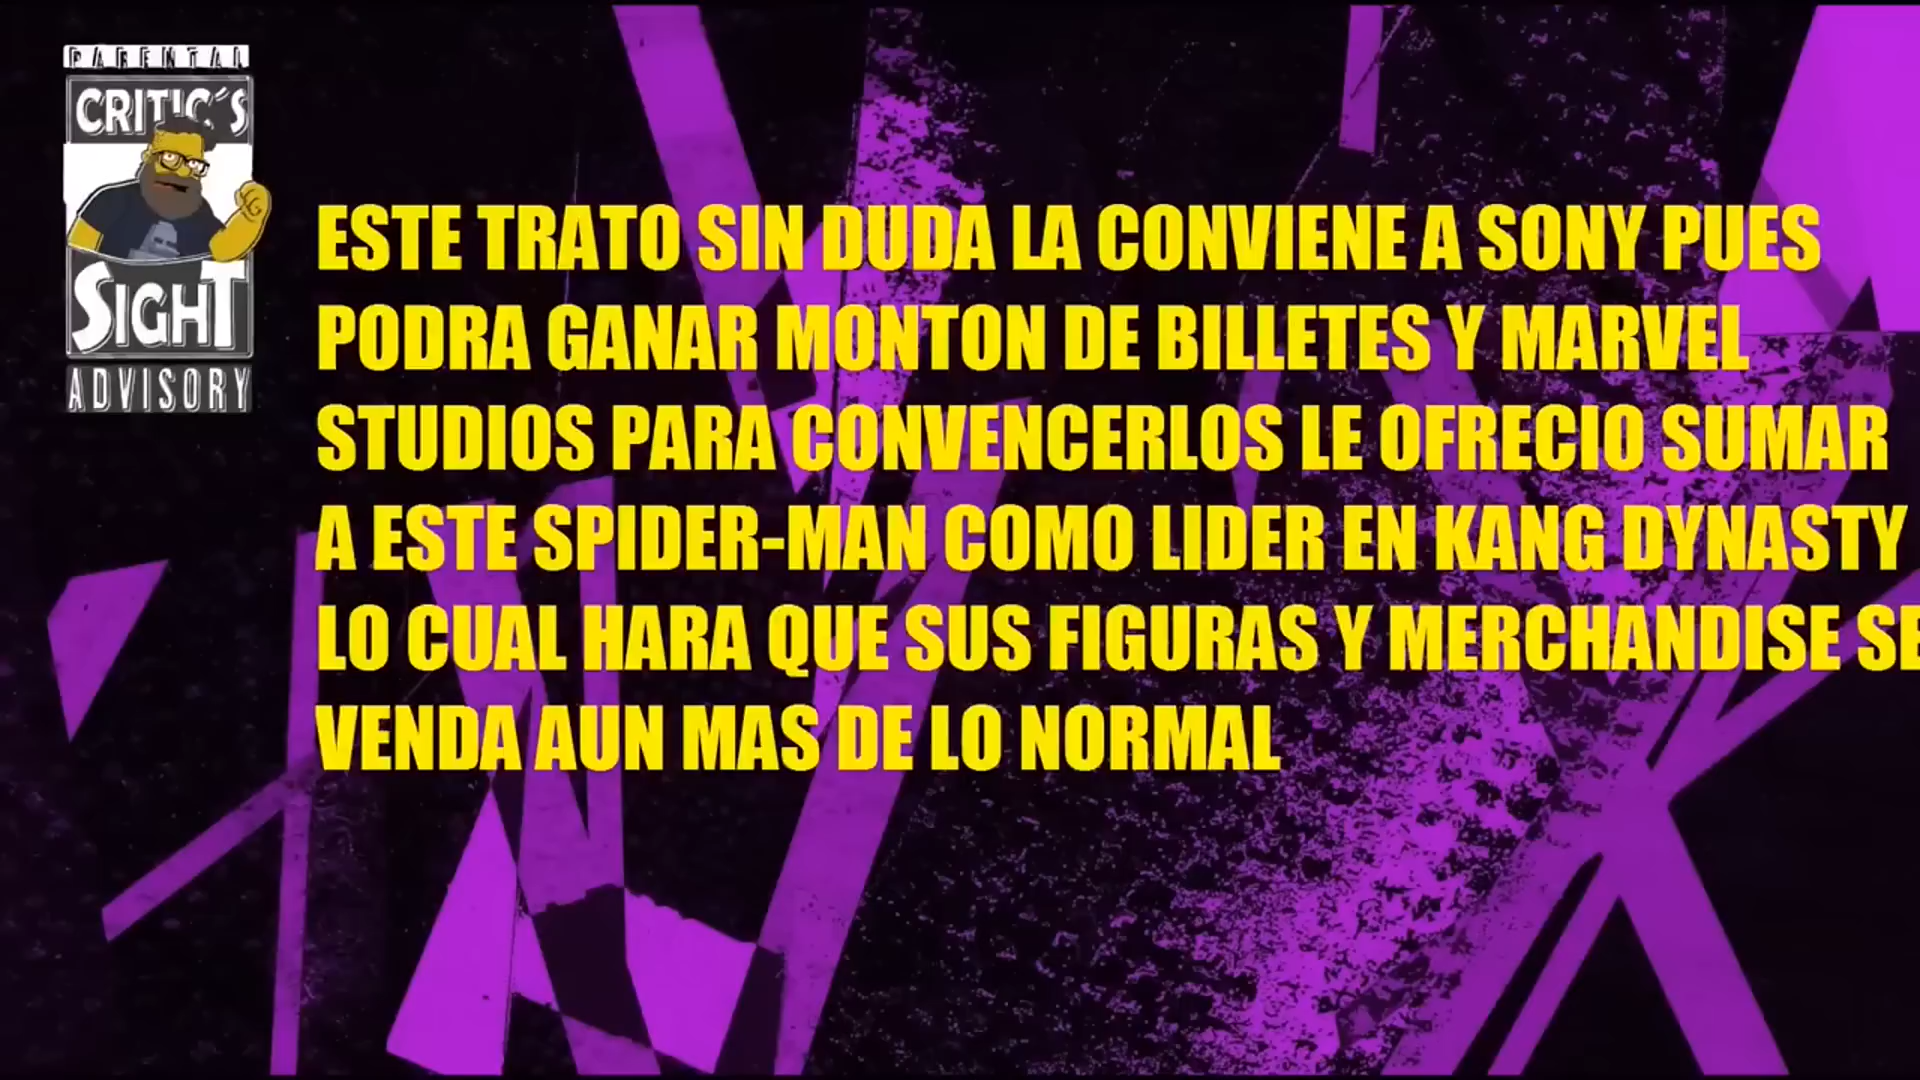 PARENTAL
CRITIC´S
SIGHT
ADVISORY
ESTE TRATO SIN DUDA LA CONVIENE A SONY PUES
PODRA GANAR MONTON DE BILLETES Y MARVEL
STUDIOS PARA CONVENCERLOS LE OFRECIO SUMAR
A ESTE SPIDER-MAN COMO LIDER EN KANG DYNASTY
LO CUAL HARA QUE SUS FIGURAS Y MERCHANDISE SE
VENDA AUN MAS DE LO NORMAL